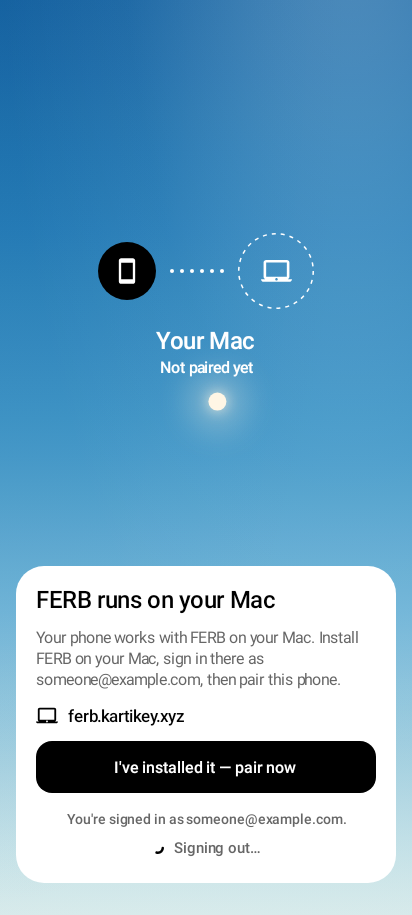 Your Mac
Not paired yet
FERB runs on your Mac
Your phone works with FERB on your Mac. Install
FERB on your Mac, sign in there as
someone@example.com, then pair this phone.
ferb.kartikey.xyz
I've installed it — pair now
You're signed in as someone@example.com.
Signing out…